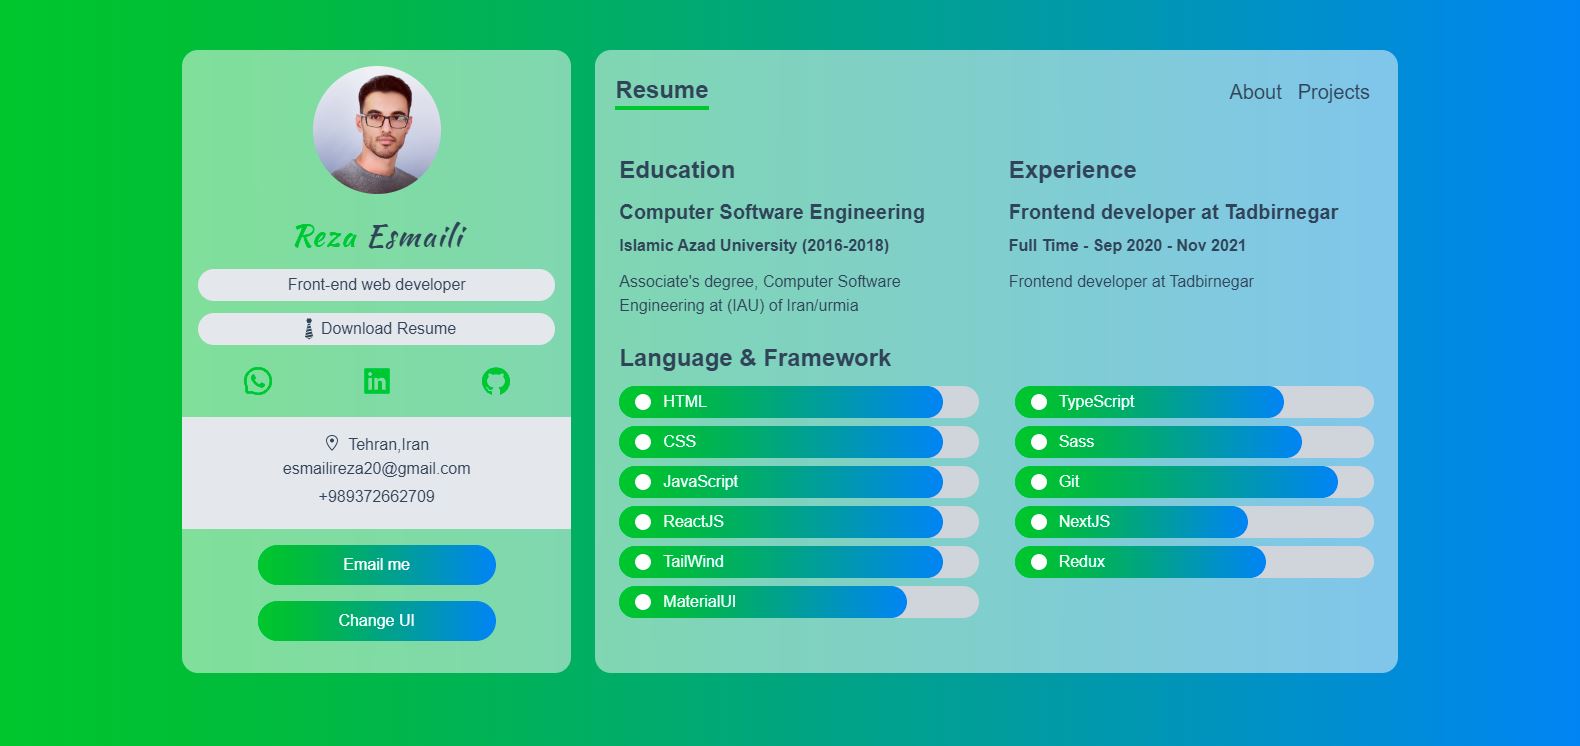 Reza Esmaili
Front-end web developer
Download Resume
Tehran,Iran
esmailireza20@gmail.com
+989372662709
Email me
Change UI
Resume
About Projects
Education
Computer Software Engineering
Islamic Azad University (2016-2018)
Associate's degree, Computer Software
Engineering at (IAU) of Iran/urmia
Experience
Frontend developer at Tadbirnegar
Full Time - Sep 2020 - Nov 2021
Frontend developer at Tadbirnegar
Language & Framework
HTML
CSS
JavaScript
ReactJS
TailWind
MaterialUI
TypeScript
Sass
Git
NextJS
Redux